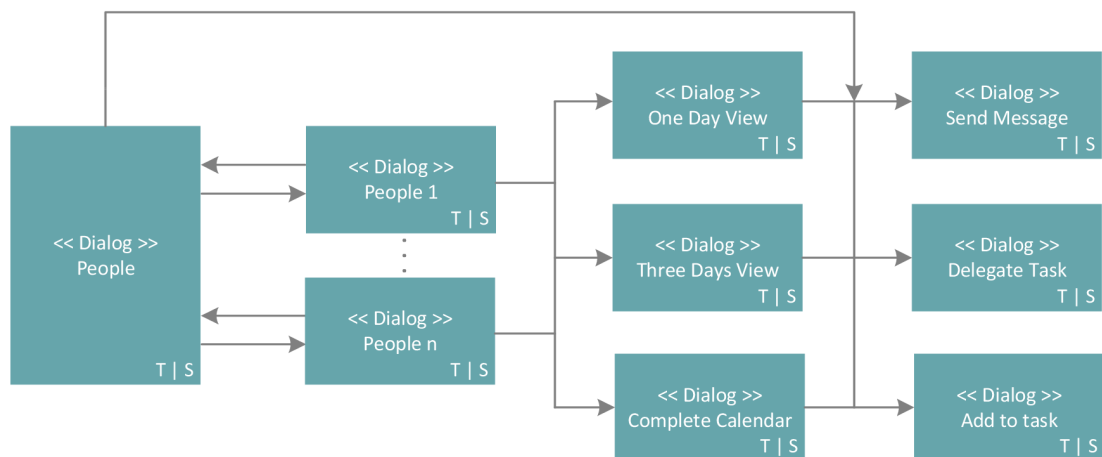 << Dialog >>
People
T | S
<< Dialog >>
People 1
T | S
<< Dialog >>
People n
T | S
<< Dialog >>
One Day View
T | S
<< Dialog >>
Three Days View
T | S
<< Dialog >>
Complete Calendar
T | S
<< Dialog >>
Send Message
T | S
<< Dialog >>
Delegate Task
T | S
<< Dialog >>
Add to task
T | S